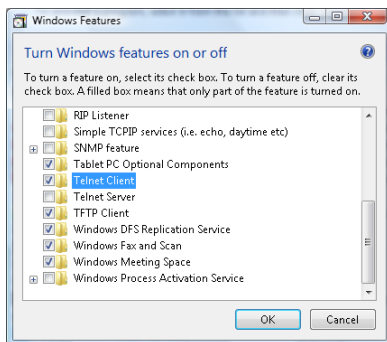 Windows Features
Turn Windows features on or off
To turn a feature on, select its check box. To turn a feature off, clear its
check box. A filled box means that only part of the feature is turned on.
RIP Listener
Simple TCPIP services (i.e. echo, daytime etc)
SNMP feature
Tablet PC Optional Components
Telnet Client
Telnet Server
TFTP Client
Windows DFS Replication Service
Windows Fax and Scan
Windows Meeting Space
Windows Process Activation Service
OK Cancel